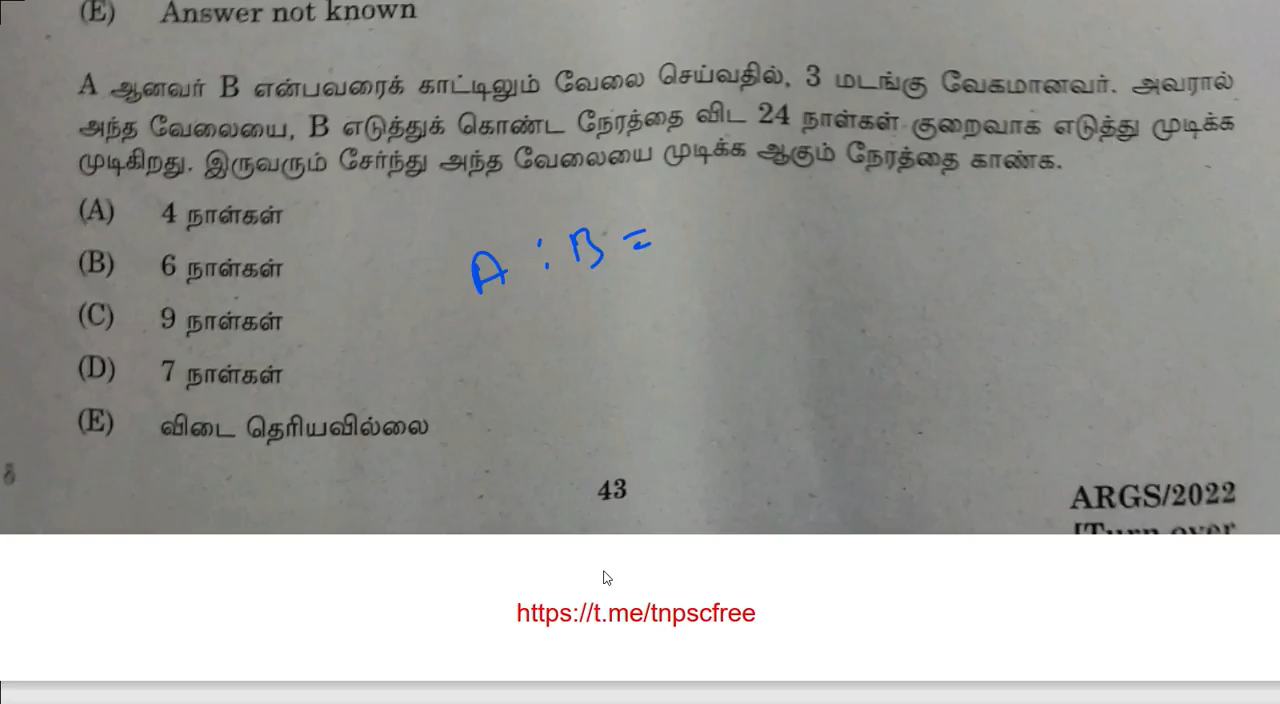 (E) Answer not known
A ஆனவர் B என்பவரைக் காட்டிலும் வேலை செய்வதில், 3 மடங்கு வேகமானவர். அவரால்
அந்த வேலையை, B எடுத்துக் கொண்ட நேரத்தை விட 24 நாள்கள் குறைவாக எடுத்து முடிக்க
முடிகிறது. இருவரும் சேர்ந்து அந்த வேலையை முடிக்க ஆகும் நேரத்தை காண்க.
(A) 4 நாள்கள்
A : B =
(B) 6 நாள்கள்
(C) 9 நாள்கள்
(D) 7 நாள்கள்
(E) விடை தெரியவில்லை
43
ARGS/2022
[Turn over
https://t.me/tnpscfree